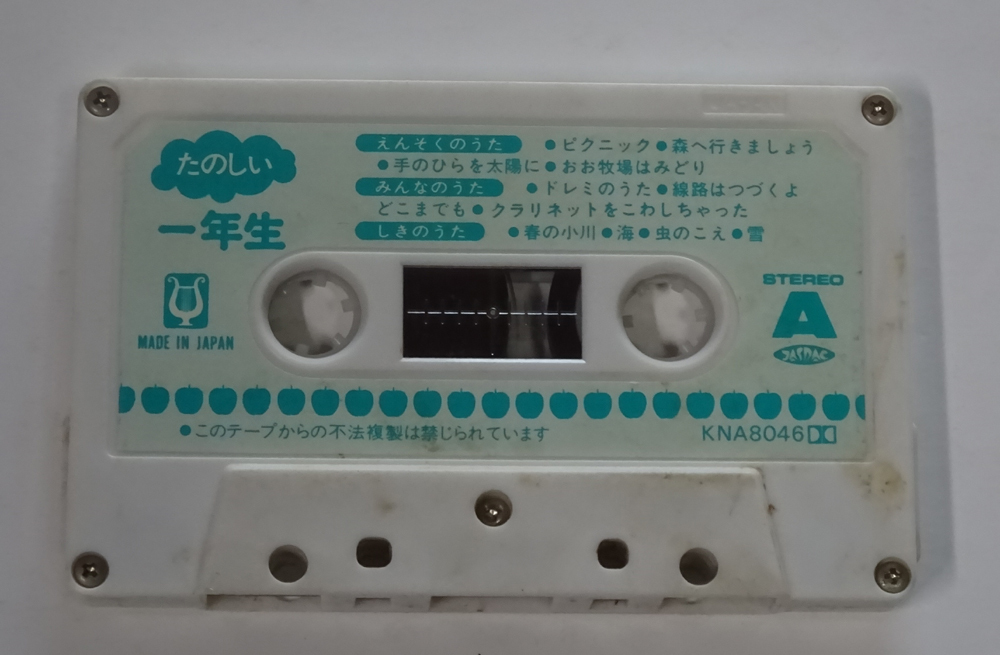 たのしい
一年生
えんそくのうた ●ピクニック●森へ行きましょう
●手のひらを太陽に●おお牧場はみどり
みんなのうた ●ドレミのうた●線路はつづくよ
どこまでも●クラリネットをこわしちゃった
しきのうた ●春の小川●海●虫のこえ●雪
MADE IN JAPAN
STEREO
A
JASRAC
●このテープからの不法複製は禁じられています
KNA8046